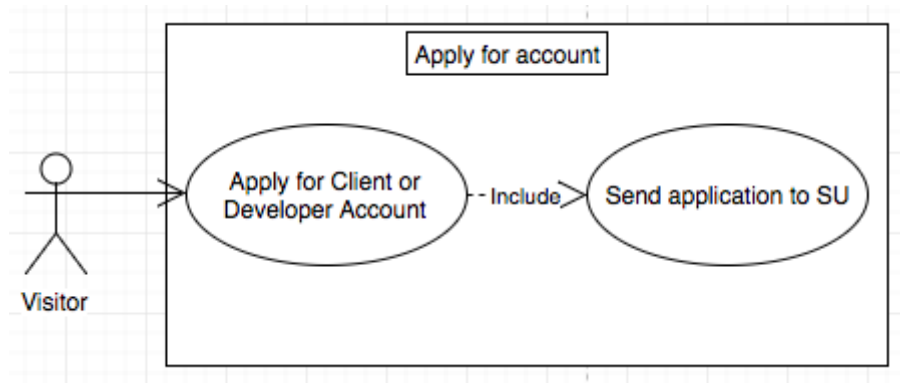 Apply for account
Apply for Client or
Developer Account
Include
Send application to SU
Visitor